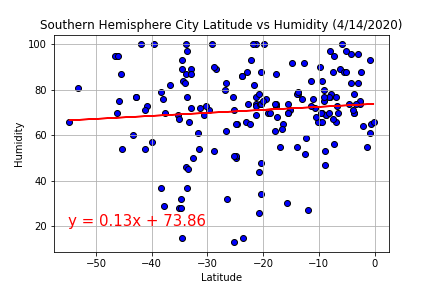 Southern Hemisphere City Latitude vs Humidity (4/14/2020)
100
80
60
40
20
Humidity
y = 0.13x + 73.86
−50 −40 −30 −20 −10 0
Latitude